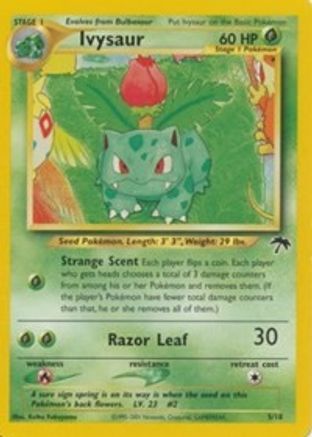 STAGE 1 Evolves from Bulbasaur Put Ivysaur on the Basic Pokémon
Ivysaur 60 HP
Stage 1 Pokémon
Seed Pokémon. Length: 3' 3", Weight: 29 lbs.
Strange Scent Each player flips a coin. Each player
who gets heads chooses a total of 3 damage counters
from among his or her Pokémon and removes them. (If
the player's Pokémon have fewer total damage counters
than that, he or she removes all of them.)
Razor Leaf 30
weakness resistance retreat cost
A sure sign spring is on its way is when the seed on this
Pokémon's back flowers. LV. 23 #2
Illus. 5/18